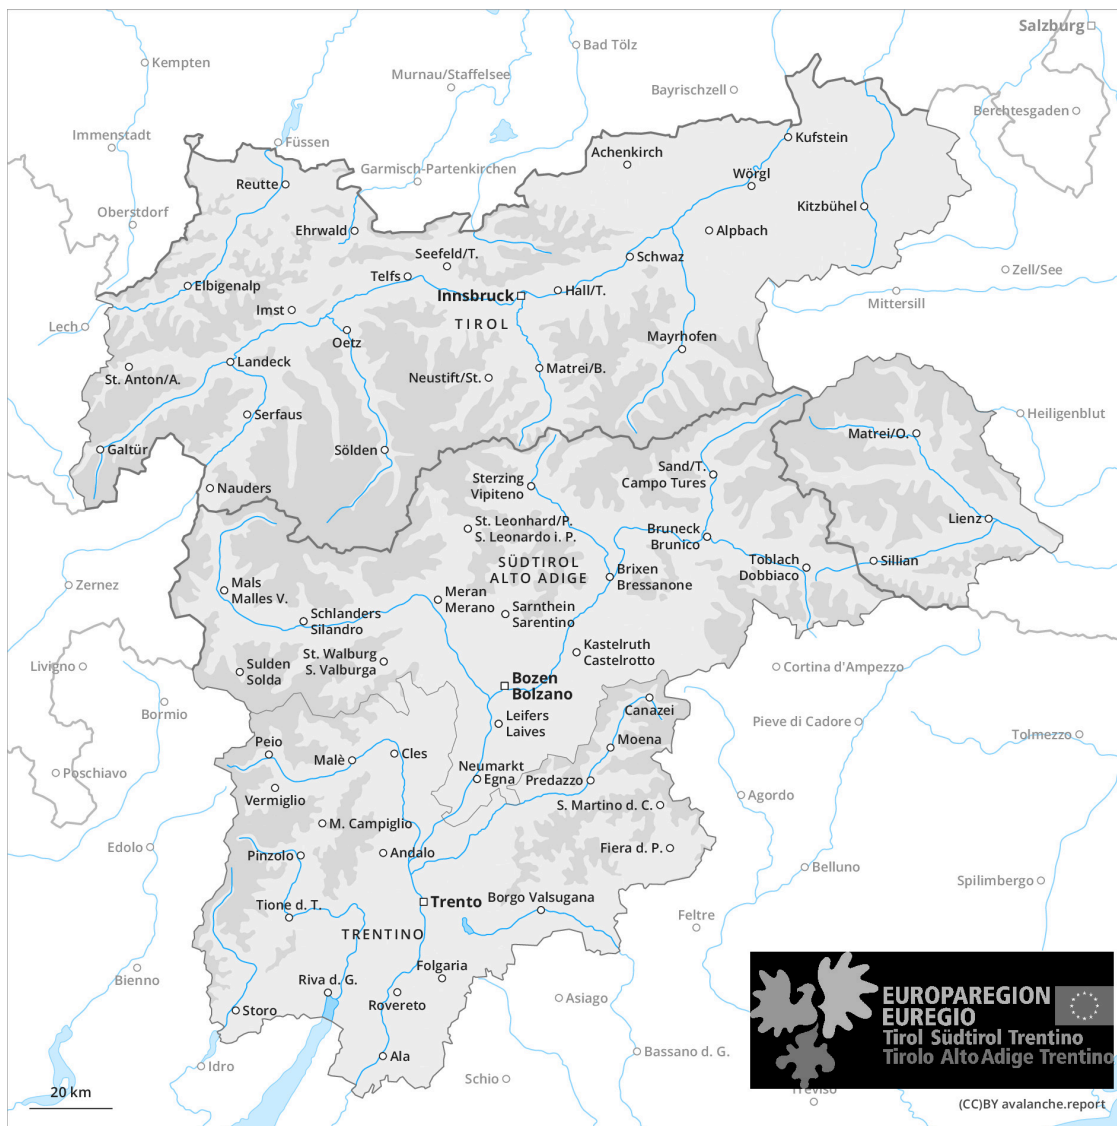 Salzburg
Bad Tölz
Kempten
Murnau/Staffelsee
Bayrischzell
Berchtesgaden
Immenstadt
Füssen
Kufstein
Achenkirch
Garmisch-Partenkirchen
Wörgl
Reutte
Kitzbühel
Oberstdorf
Ehrwald
Alpbach
Seefeld/T.
Schwaz
Telfs
Zell/See
Elbigenalp
Innsbruck
Hall/T.
Mittersill
Imst
TIROL
Lech
Oetz
Mayrhofen
Landeck
Matrei/B.
St. Anton/A.
Neustift/St.
Serfaus
Heiligenblut
Matrei/O.
Galtür
Sölden
Sand/T.
Campo Tures
Sterzing
Vipiteno
Nauders
Lienz
St. Leonhard/P.
S. Leonardo i. P.
Bruneck
Brunico
SÜDTIROL
ALTO ADIGE
Toblach
Dobbiaco
Sillian
Brixen
Bressanone
Zernez
Mals
Malles V.
Meran
Merano
Sarnthein
Sarentino
Schlanders
Silandro
Kastelruth
Castelrotto
St. Walburg
S. Valburga
Livigno
Sulden
Solda
Cortina d'Ampezzo
Bozen
Bolzano
Bormio
Canazei
Leifers
Laives
Pieve di Cadore
Tolmezzo
Moena
Peio
Cles
Malè
Poschiavo
Neumarkt
Egna
Predazzo
Vermiglio
Agordo
S. Martino d. C.
M. Campiglio
Edolo
Pinzolo
Andalo
Fiera d. P.
Belluno
Spilimbergo
Tione d. T.
Trento
Borgo Valsugana
Feltre
TRENTINO
Bienno
Folgaria
Riva d. G.
Rovereto
Asiago
Storo
EUROPAREGION
EUREGIO
Tirol Südtirol Trentino
Tirolo Alto Adige Trentino
Ala
Bassano d. G.
Idro
Schio
Treviso
20 km
(CC)BY avalanche.report